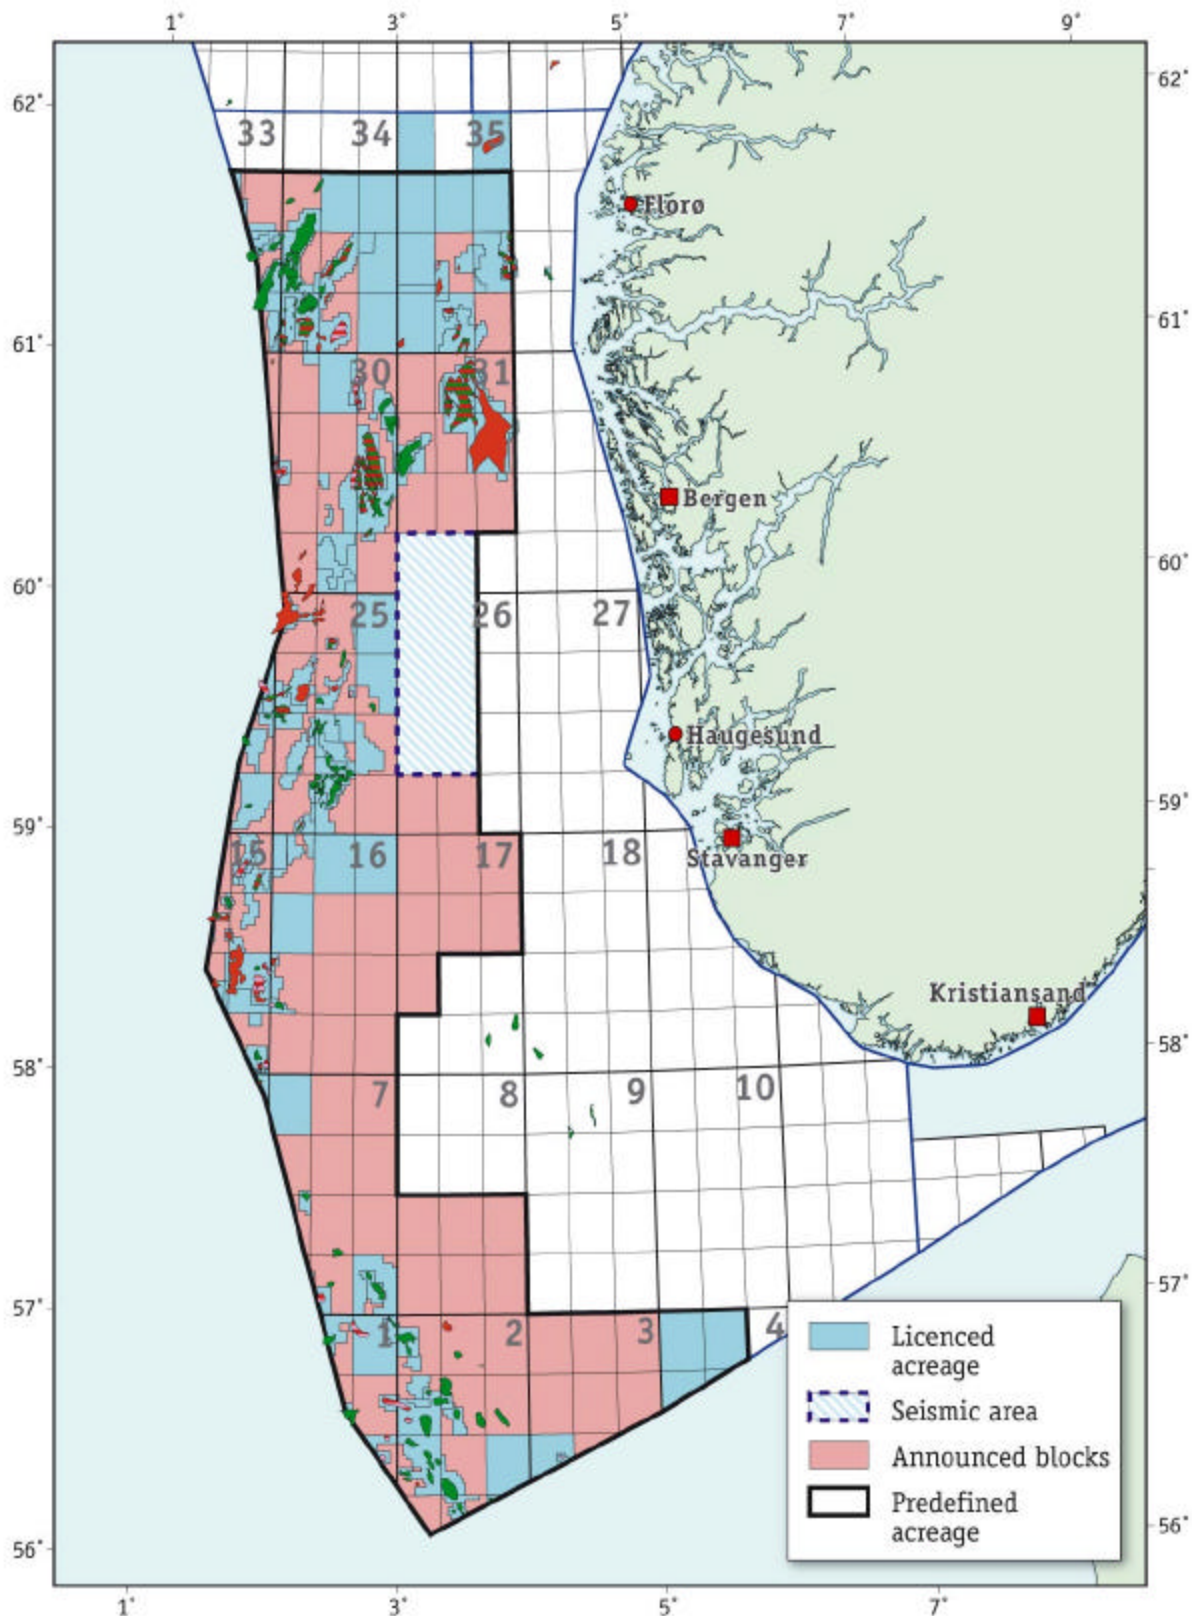 1° 3° 5° 7° 9°
62° 62°
33 34 35
Florø
61° 61°
30 31
Bergen
60° 60°
25 26 27
Haugesund
59° 59°
15 16 17 18
Stavanger
Kristiansand
58° 58°
7 8 9 10
57° 57°
1 2 3 4
Licenced
acreage
Seismic area
Announced blocks
Predefined
acreage
56° 56°
1° 3° 5° 7°